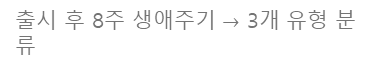 출시 후 8주 생애주기 → 3개 유형 분
류